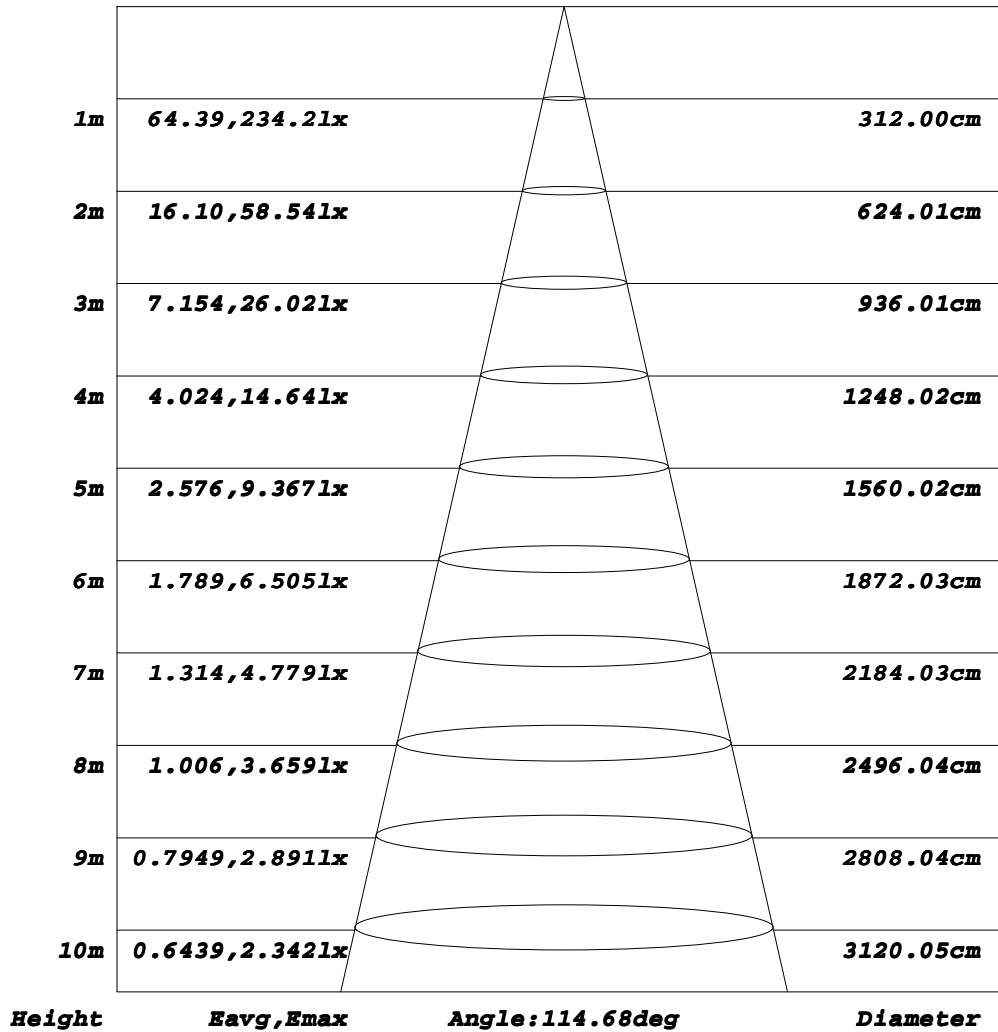 1m 64.39,234.2lx 312.00cm
2m 16.10,58.54lx 624.01cm
3m 7.154,26.02lx 936.01cm
4m 4.024,14.64lx 1248.02cm
5m 2.576,9.367lx 1560.02cm
6m 1.789,6.505lx 1872.03cm
7m 1.314,4.779lx 2184.03cm
8m 1.006,3.659lx 2496.04cm
9m 0.7949,2.891lx 2808.04cm
10m 0.6439,2.342lx 3120.05cm
Height Eavg,Emax Angle:114.68deg Diameter